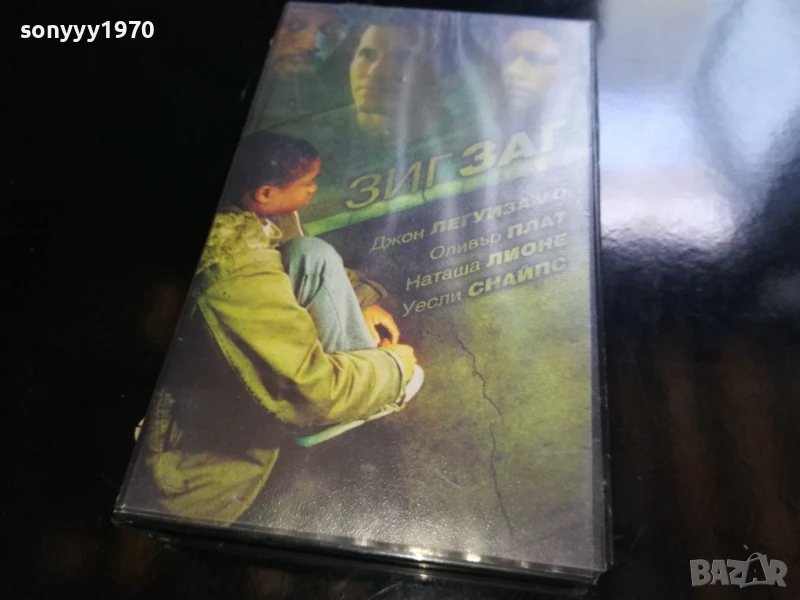 sonyyy1970
ЗИГЗАГ
Джон ЛЕГУИЗАМО
Оливър ПЛАТ
Наташа ЛИОНЕ
Уесли СНАЙПС
BAZAR